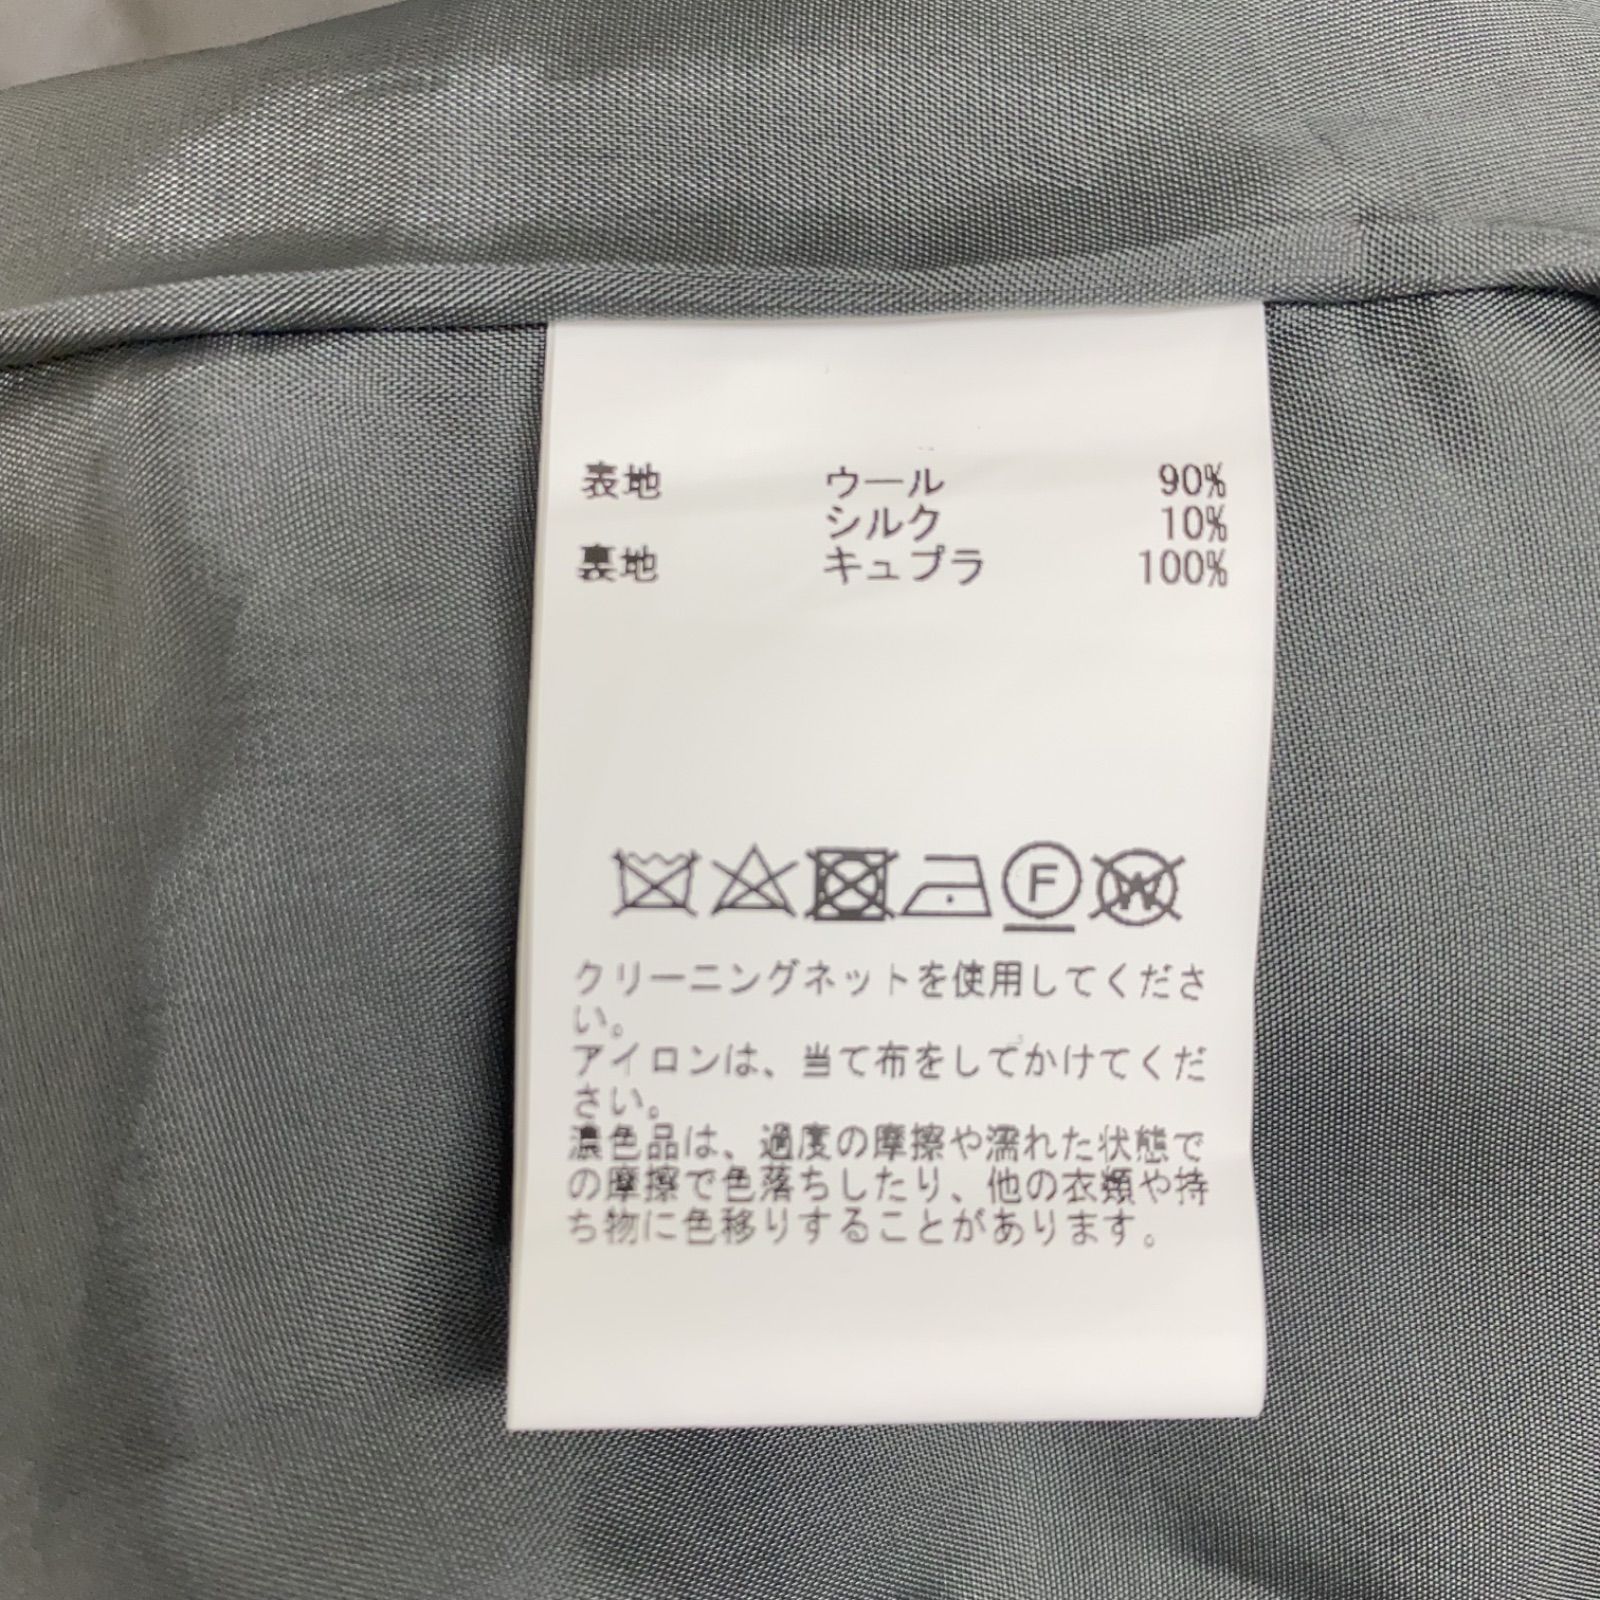 表地 ウール 90%
シルク 10%
裏地 キュプラ 100%
F W
クリーニングネットを使用してくださ
い。
アイロンは、当て布をしてかけてくだ
さい。
濃色品は、過度の摩擦や濡れた状態で
の摩擦で色落ちしたり、他の衣類や持
ち物に色移りすることがあります。